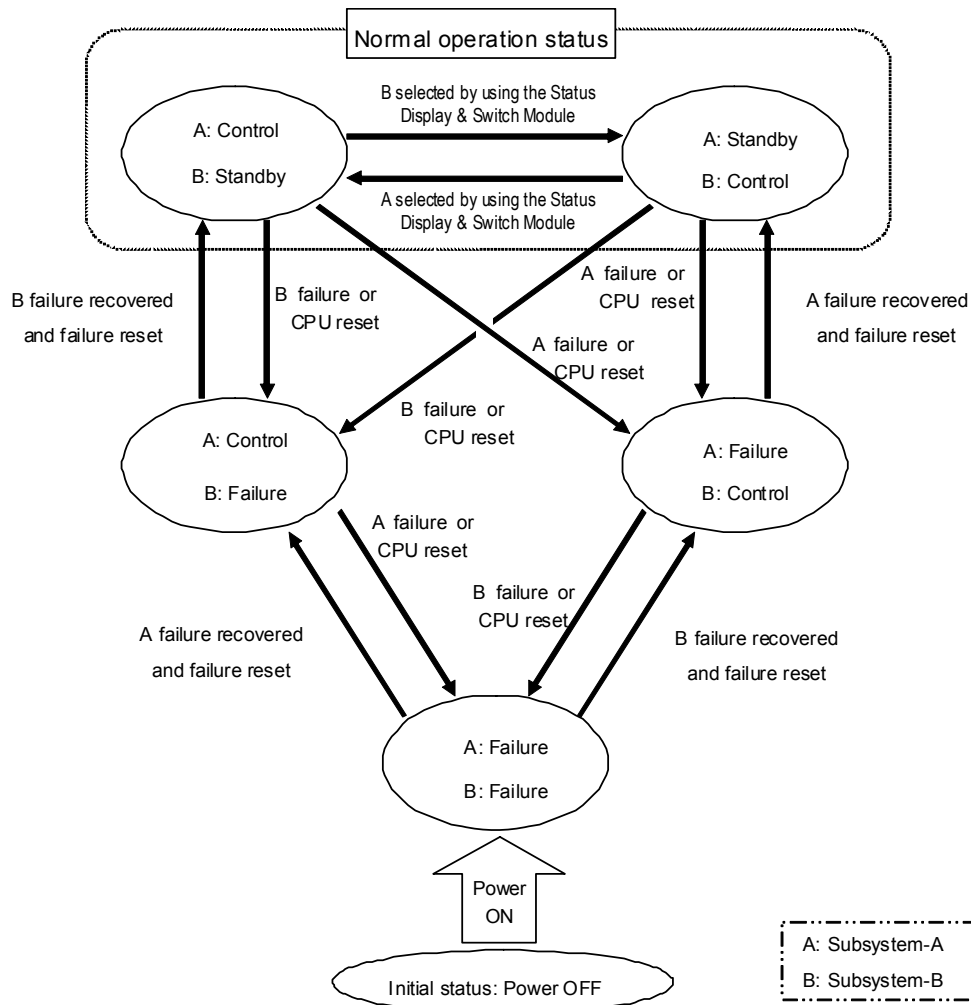 Normal operation status
B selected by using the Status
Display & Switch Module
A: Control
B: Standby
A: Standby
B: Control
A selected by using the Status
Display & Switch Module
B failure recovered
and failure reset
B failure or
CPU reset
A failure or
CPU reset
A failure recovered
and failure reset
A failure or
CPU reset
B failure or
CPU reset
A: Control
B: Failure
A: Failure
B: Control
A failure or
CPU reset
B failure or
CPU reset
A failure recovered
and failure reset
B failure recovered
and failure reset
A: Failure
B: Failure
Power
ON
Initial status: Power OFF
A: Subsystem-A
B: Subsystem-B